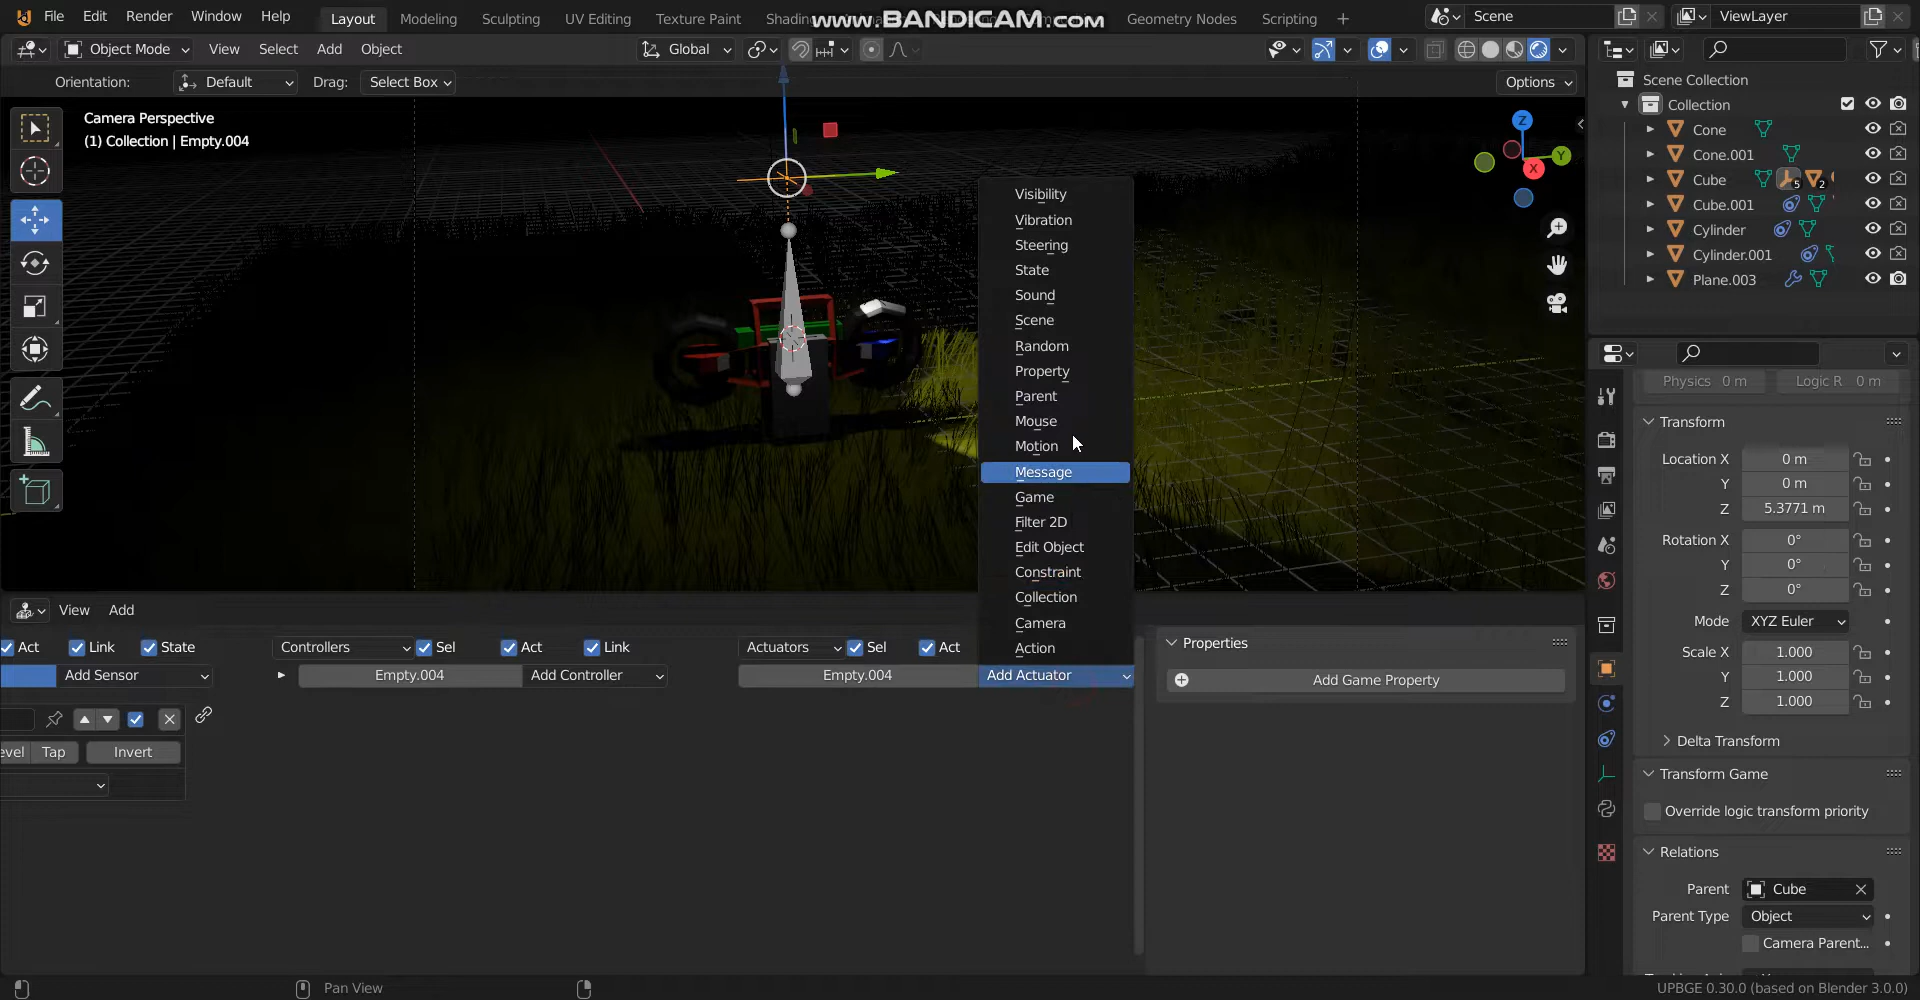 File Edit Render Window Help Layout Modeling Sculpting UV Editing Texture Paint Shading www.BANDICAM.com Geometry Nodes Scripting + Scene ViewLayer
Object Mode View Select Add Object Global
Orientation: Default Drag: Select Box Options
Camera Perspective
(1) Collection | Empty.004
Z
Y
X
Scene Collection
Collection
Cone
Cone.001
Cube 5 2
Cube.001
Cylinder
Cylinder.001
Plane.003
Visibility
Vibration
Steering
State
Sound
Scene
Random
Property
Parent
Mouse
Motion
Message
Game
Filter 2D
Edit Object
Constraint
Collection
Camera
Action
Physics 0 m Logic R 0 m
Transform
Location X 0 m
Y 0 m
Z 5.3771 m
Rotation X 0°
Y 0°
Z 0°
Mode XYZ Euler
Scale X 1.000
Y 1.000
Z 1.000
Delta Transform
Transform Game
Override logic transform priority
Relations
Parent Cube
Parent Type Object
Camera Parent...
View Add
Act Link State Controllers Sel Act Link Actuators Sel Act
Add Sensor Empty.004 Add Controller Empty.004 Add Actuator
evel Tap Invert
Properties
Add Game Property
Pan View
UPBGE 0.30.0 (based on Blender 3.0.0)